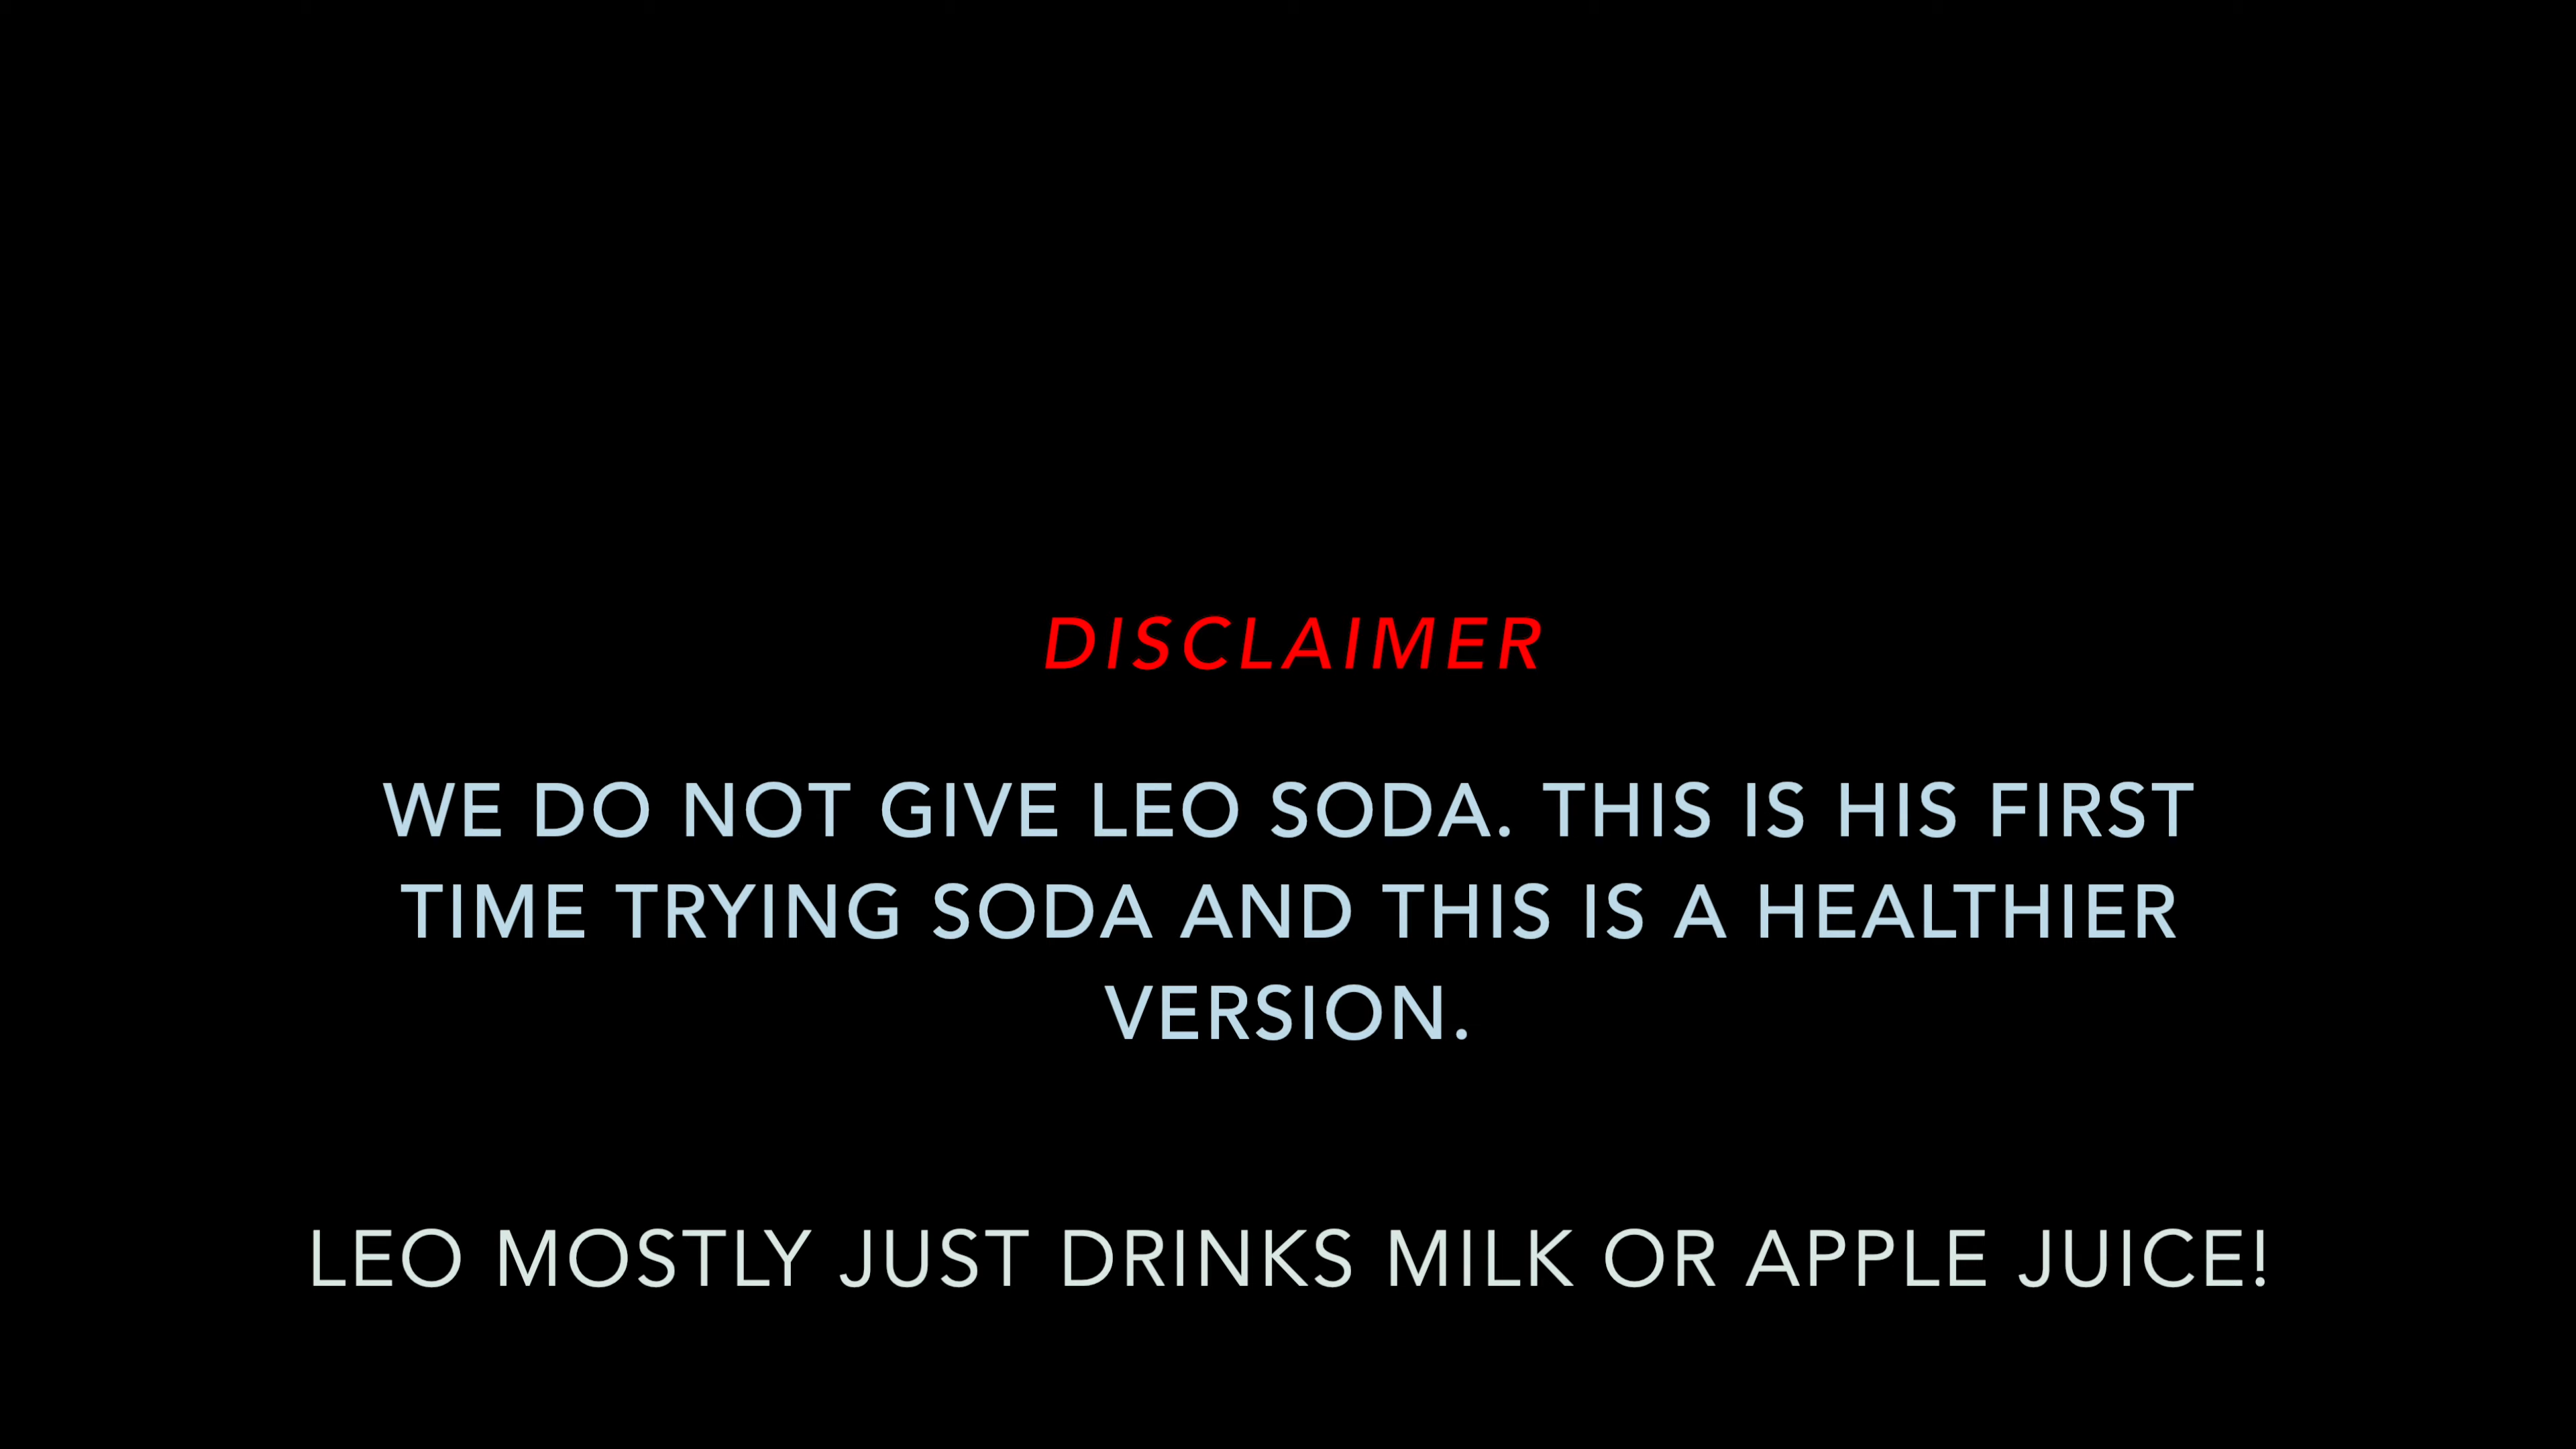 DISCLAIMER
WE DO NOT GIVE LEO SODA. THIS IS HIS FIRST
TIME TRYING SODA AND THIS IS A HEALTHIER
VERSION.
LEO MOSTLY JUST DRINKS MILK OR APPLE JUICE!